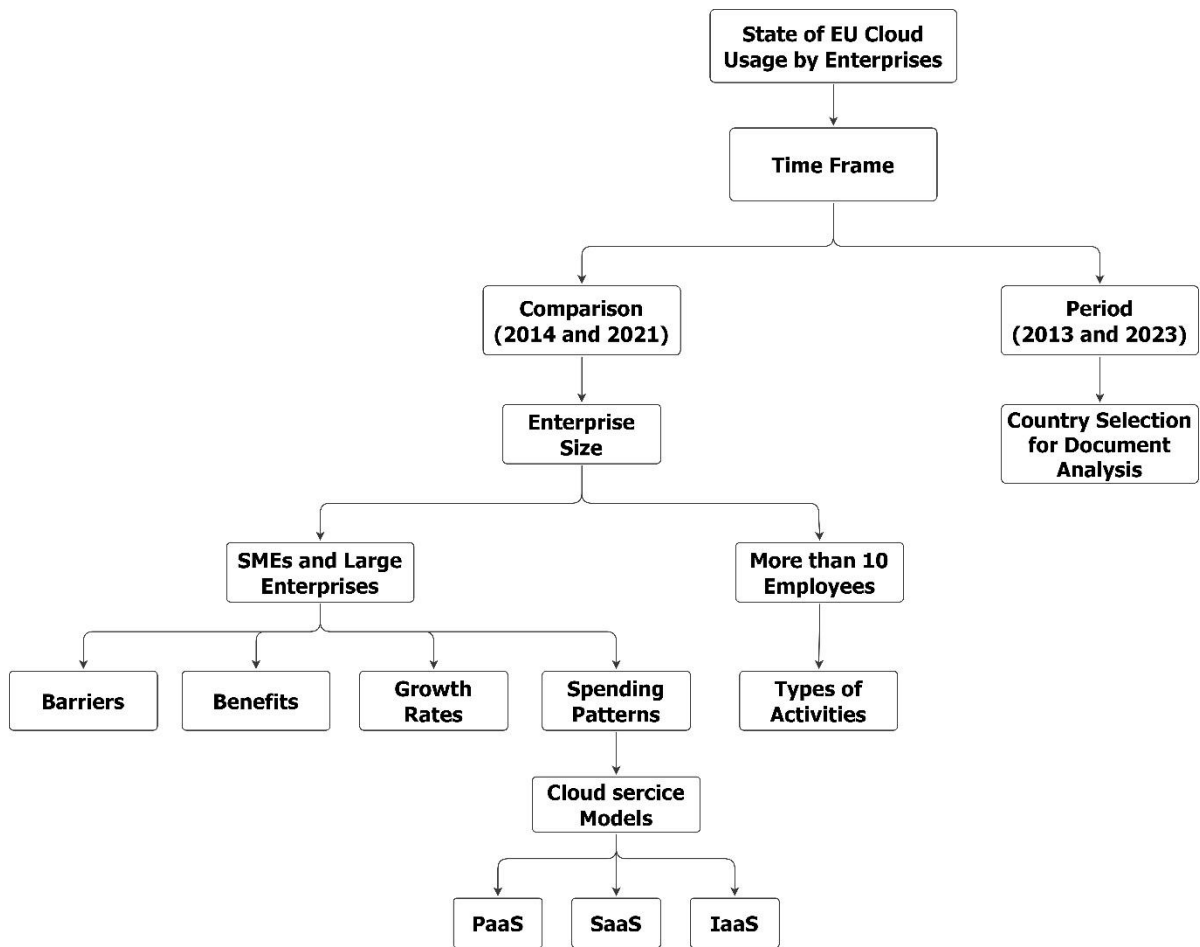 State of EU Cloud
Usage by Enterprises
Time Frame
Comparison
(2014 and 2021)
Period
(2013 and 2023)
Enterprise
Size
Country Selection
for Document
Analysis
SMEs and Large
Enterprises
More than 10
Employees
Barriers
Benefits
Growth
Rates
Spending
Patterns
Types of
Activities
Cloud sercice
Models
PaaS
SaaS
IaaS